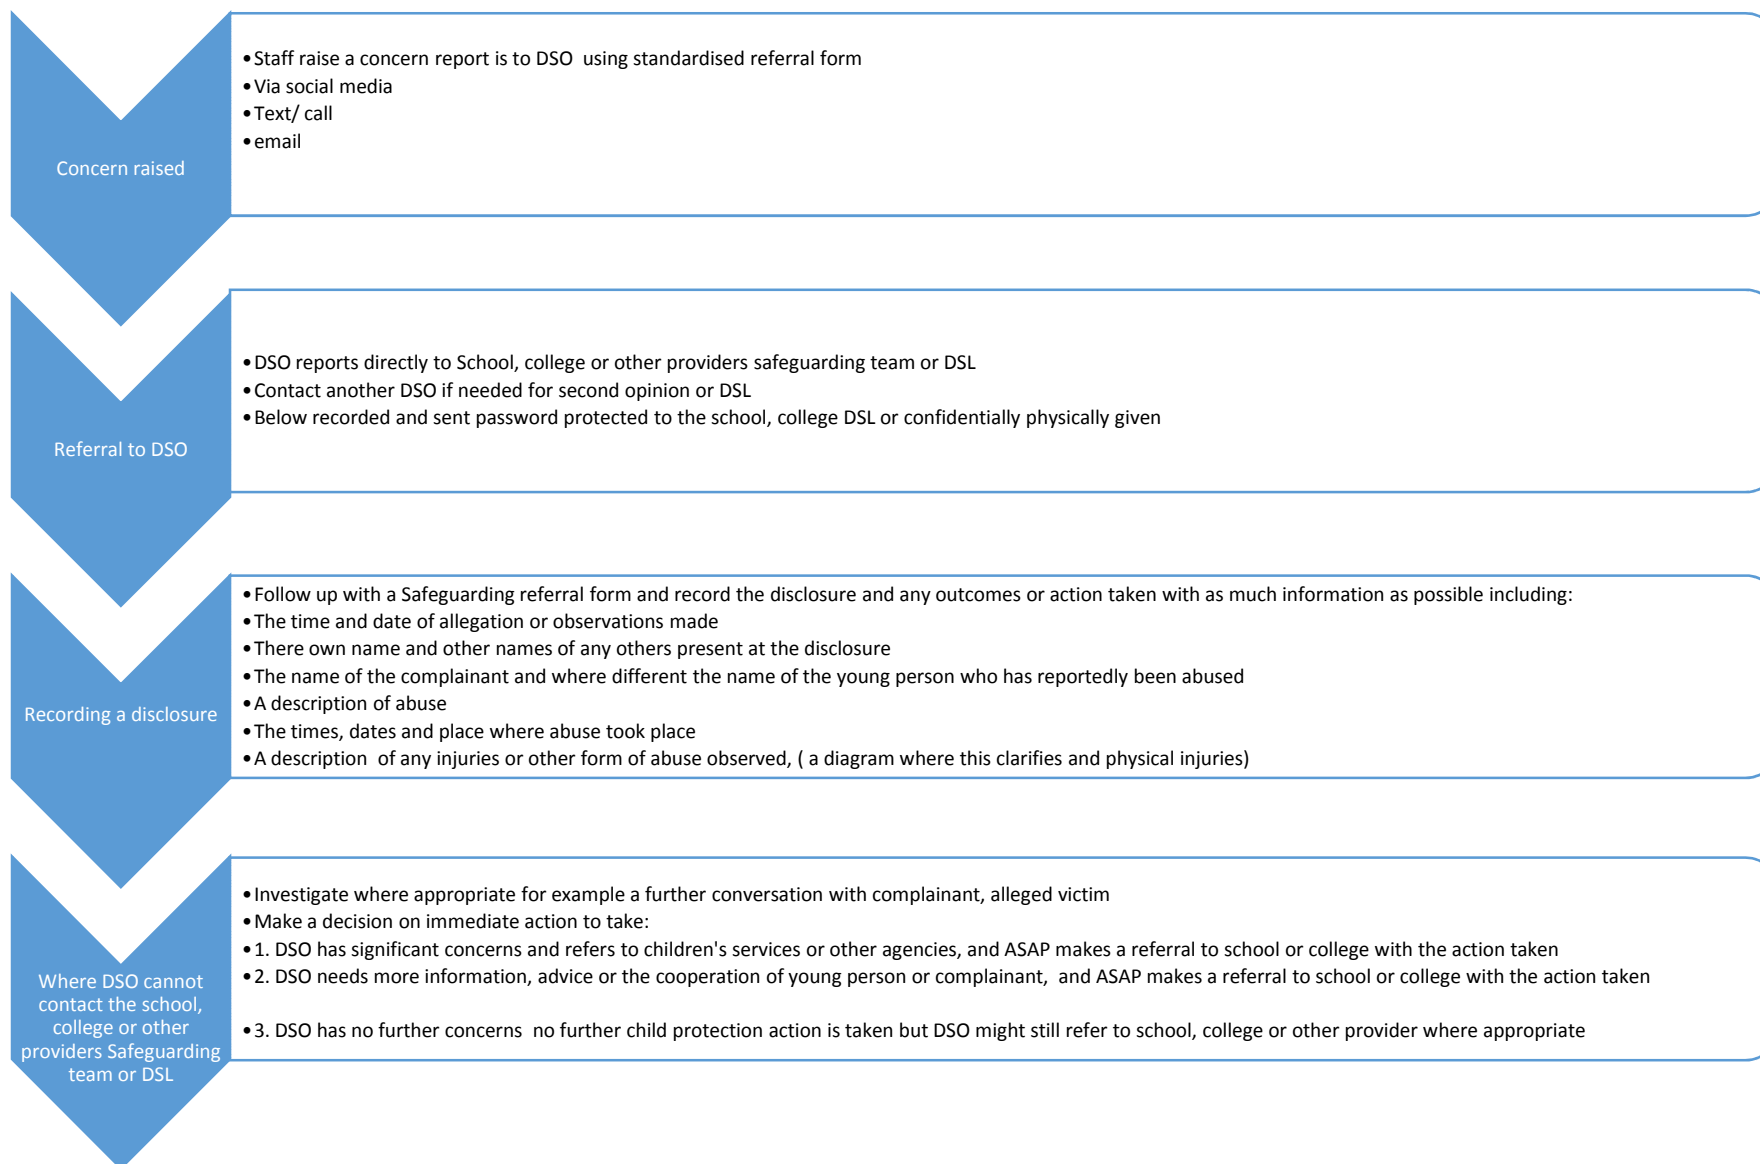 Concern raised
•Staff raise a concern report is to DSO  using standardised referral form
•Via social media
•Text/ call
•email
Referral to DSO
•DSO reports directly to School, college or other providers safeguarding team or DSL
•Contact another DSO if needed for second opinion or DSL
•Below recorded and sent password protected to the school, college DSL or confidentially physically given
Recording a disclosure
•Follow up with a Safeguarding referral form and record the disclosure and any outcomes or action taken with as much information as possible including:
•The time and date of allegation or observations made
•There own name and other names of any others present at the disclosure
•The name of the complainant and where different the name of the young person who has reportedly been abused
•A description of abuse
•The times, dates and place where abuse took place
•A description  of any injuries or other form of abuse observed, ( a diagram where this clarifies and physical injuries)
Where DSO cannot
contact the school,
college or other
providers Safeguarding
team or DSL
•Investigate where appropriate for example a further conversation with complainant, alleged victim
•Make a decision on immediate action to take:
•1. DSO has significant concerns and refers to children's services or other agencies, and ASAP makes a referral to school or college with the action taken
•2. DSO needs more information, advice or the cooperation of young person or complainant,  and ASAP makes a referral to school or college with the action taken
•3. DSO has no further concerns  no further child protection action is taken but DSO might still refer to school, college or other provider where appropriate